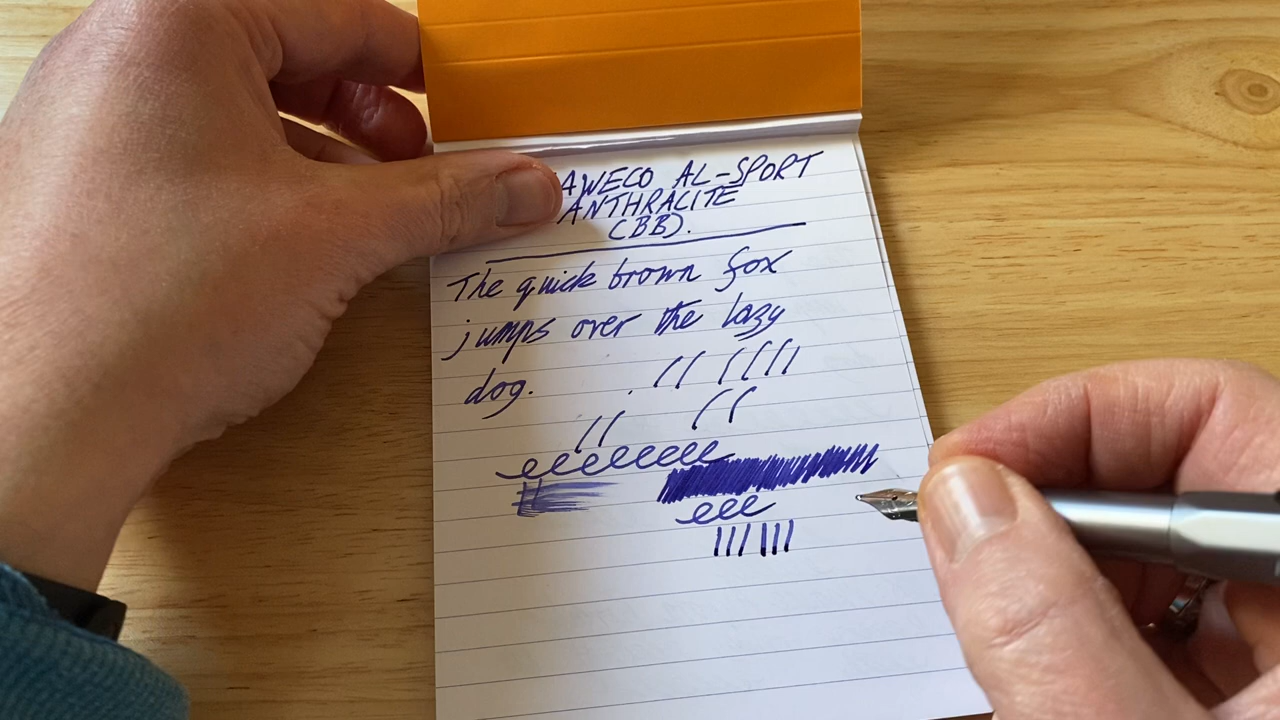 AWECO AL-SPORT
ANTHRACITE
(BB).
The quick brown fox
jumps over the lazy
dog.